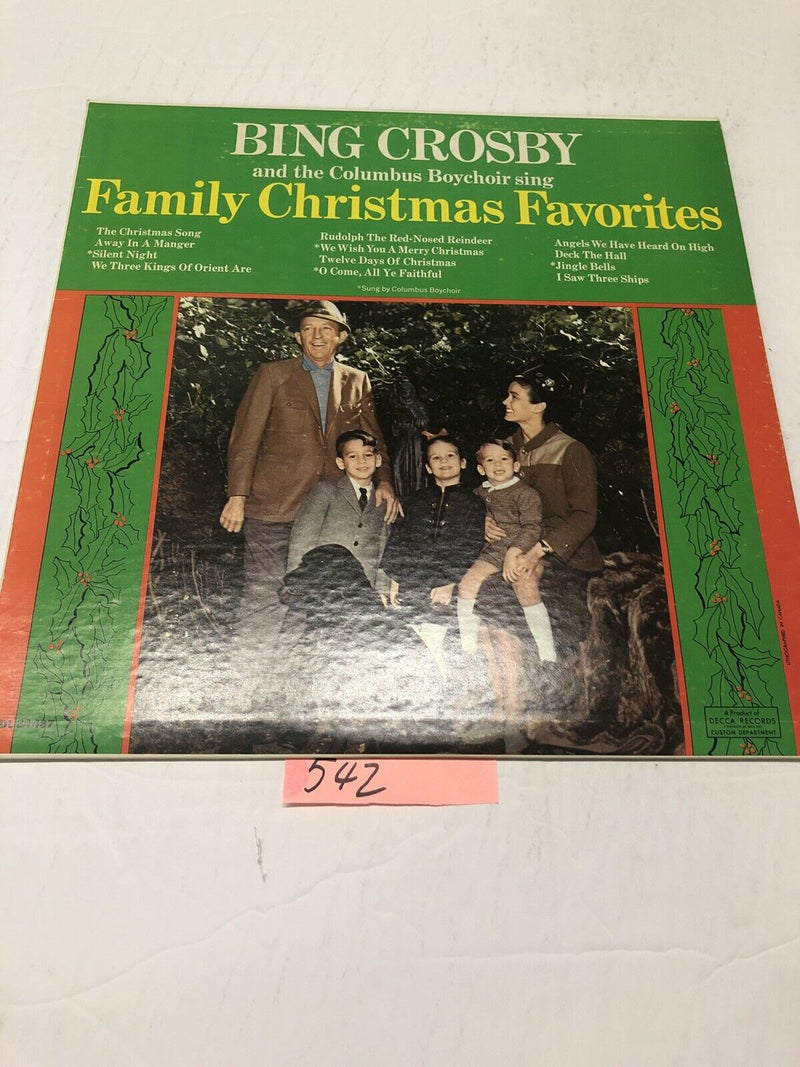 BING CROSBY
and the Columbus Boychoir sing
Family Christmas Favorites
The Christmas Song
Away In A Manger
*Silent Night
We Three Kings Of Orient Are
Rudolph The Red-Nosed Reindeer
*We Wish You A Merry Christmas
Twelve Days Of Christmas
*O Come, All Ye Faithful
Angels We Have Heard On High
Deck The Hall
*Jingle Bells
I Saw Three Ships
*Sung by Columbus Boychoir
LITHOGRAPHED IN CANADA
A Product of
DECCA RECORDS
CUSTOM DEPARTMENT
542